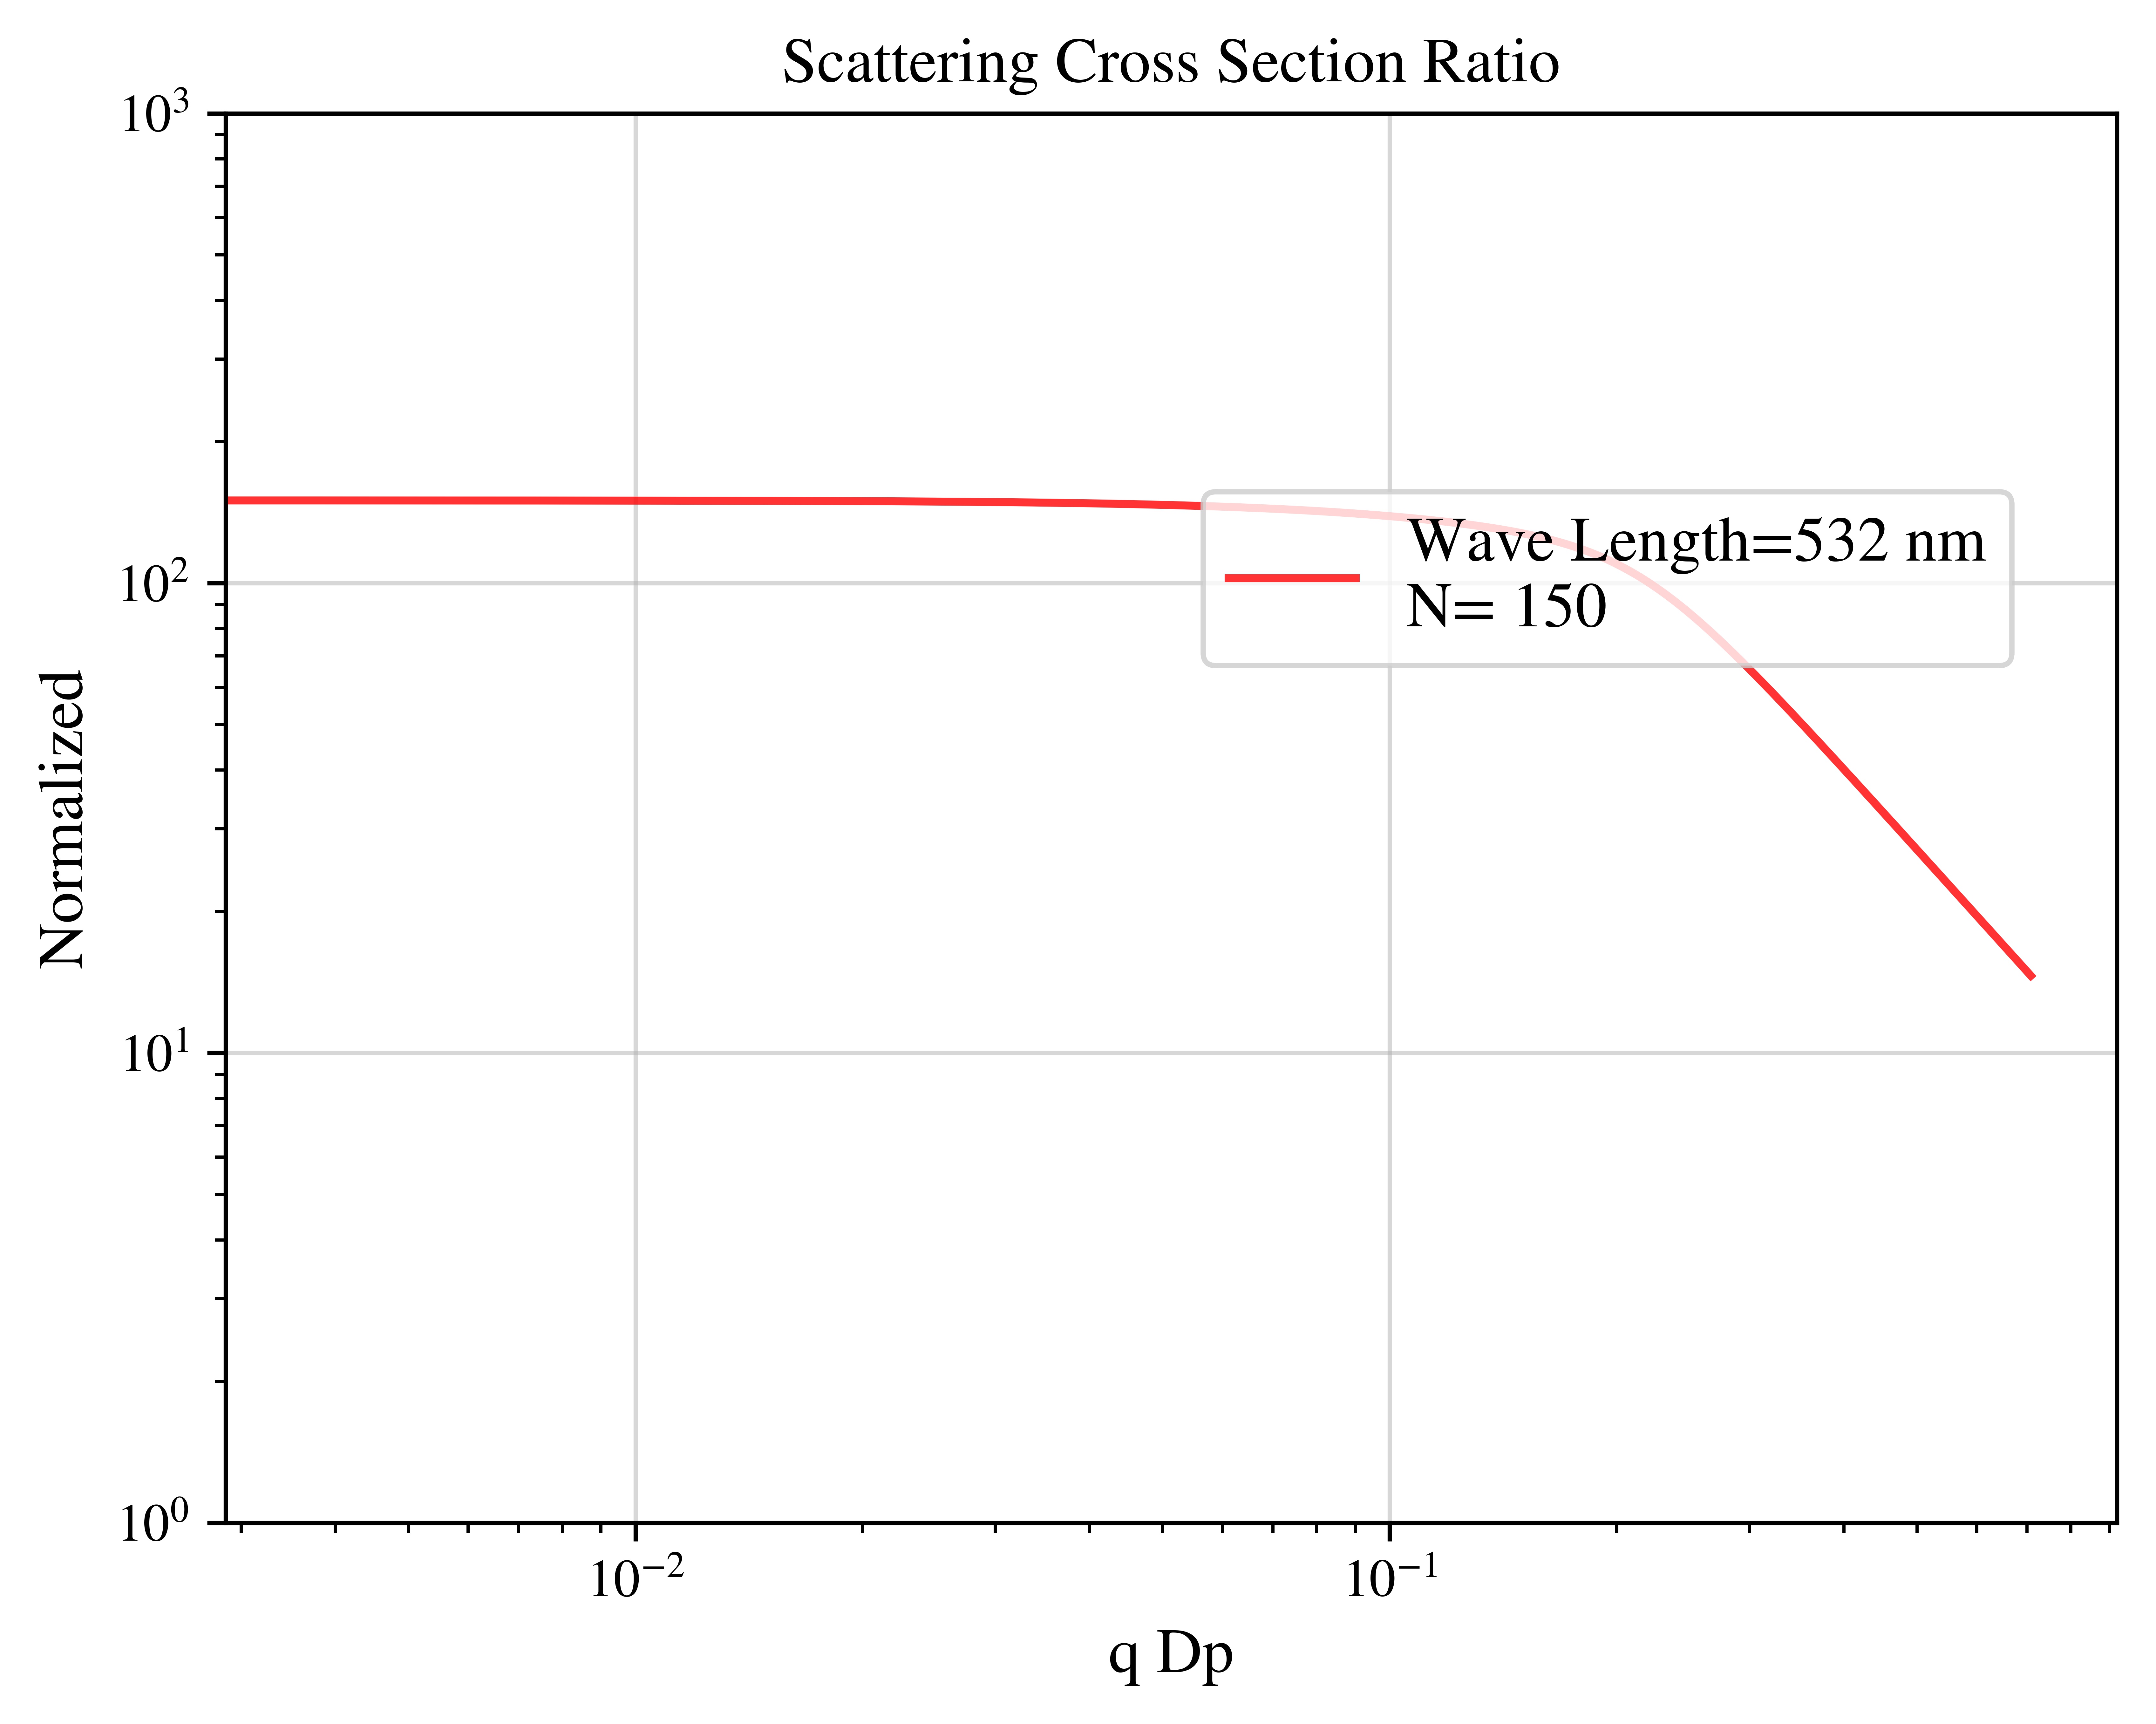 Scattering Cross Section Ratio
10³
10²
10¹
10⁰
Normalized
Wave Length=532 nm
N= 150
10⁻² 10⁻¹
q Dp